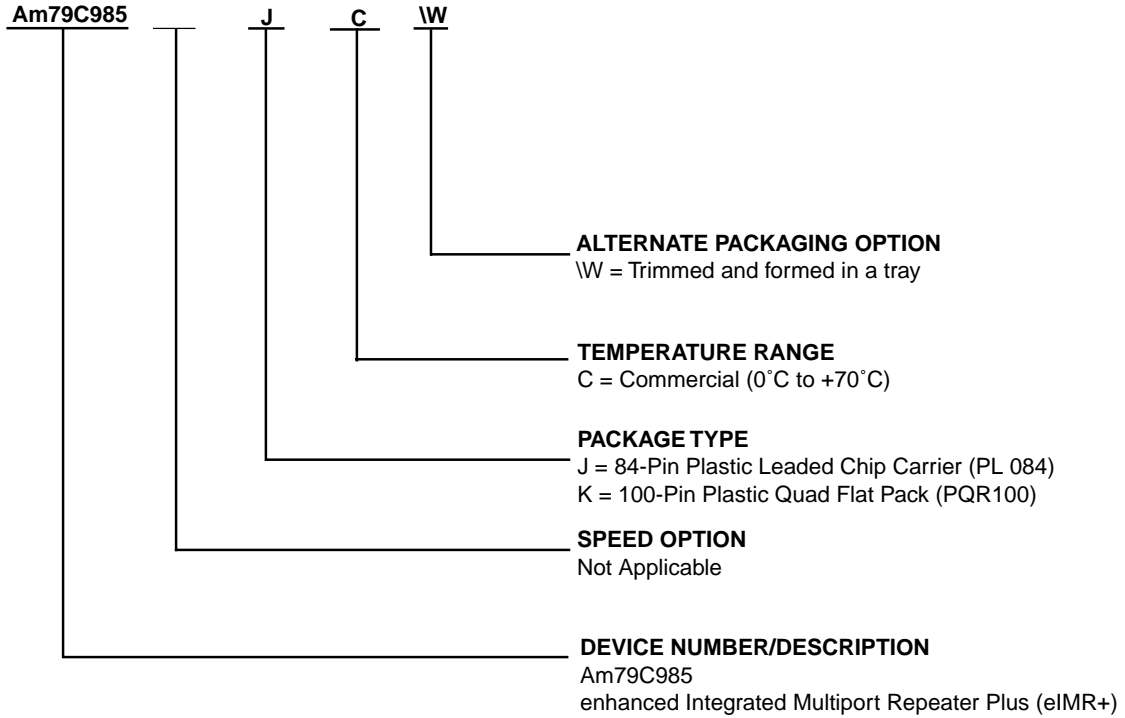 Am79C985 J C \W
ALTERNATE PACKAGING OPTION
\W = Trimmed and formed in a tray
TEMPERATURE RANGE
C = Commercial (0˚C to +70˚C)
PACKAGE TYPE
J = 84-Pin Plastic Leaded Chip Carrier (PL 084)
K = 100-Pin Plastic Quad Flat Pack (PQR100)
SPEED OPTION
Not Applicable
DEVICE NUMBER/DESCRIPTION
Am79C985
enhanced Integrated Multiport Repeater Plus (eIMR+)